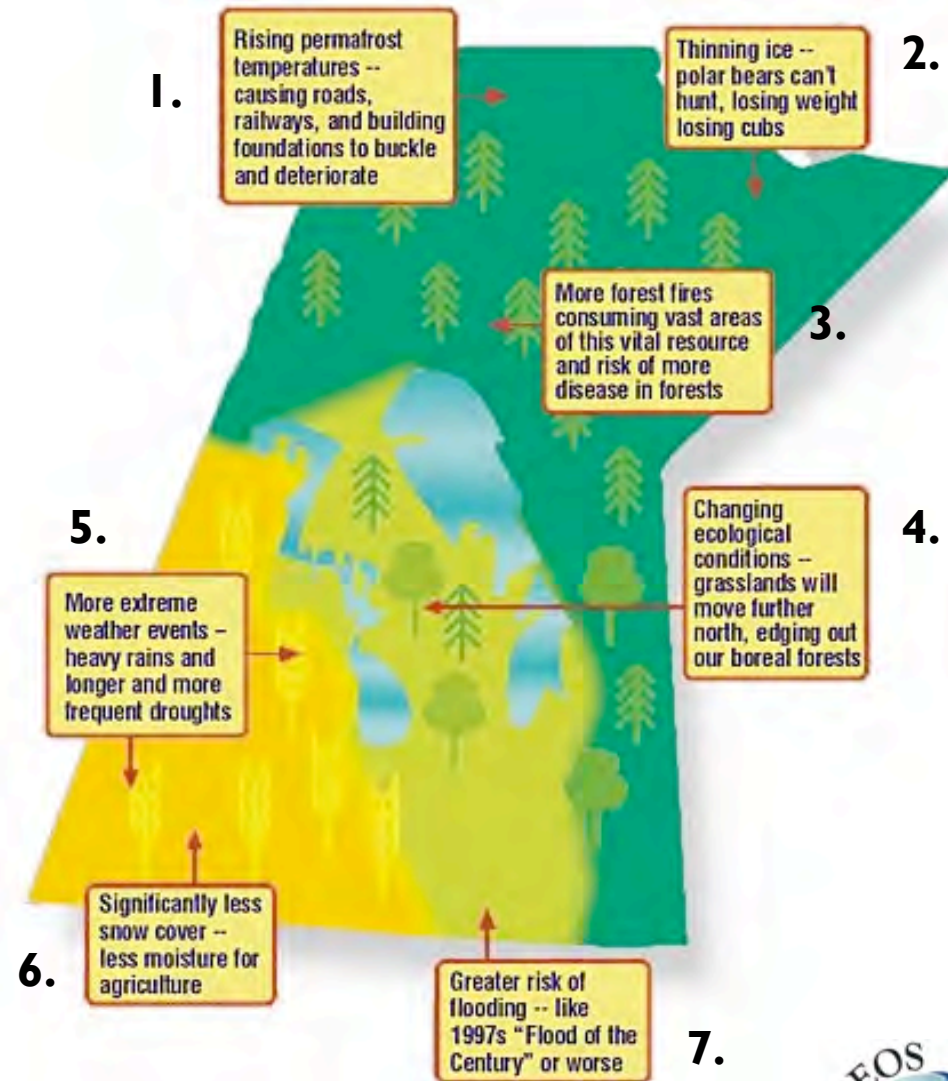 1.
Rising permafrost
temperatures --
causing roads,
railways, and building
foundations to buckle
and deteriorate
2.
Thinning ice --
polar bears can't
hunt, losing weight
losing cubs
3.
More forest fires
consuming vast areas
of this vital resource
and risk of more
disease in forests
4.
Changing
ecological
conditions --
grasslands will
move further
north, edging out
our boreal forests
5.
More extreme
weather events –
heavy rains and
longer and more
frequent droughts
6.
Significantly less
snow cover --
less moisture for
agriculture
7.
Greater risk of
flooding -- like
1997s "Flood of the
Century" or worse
EOS